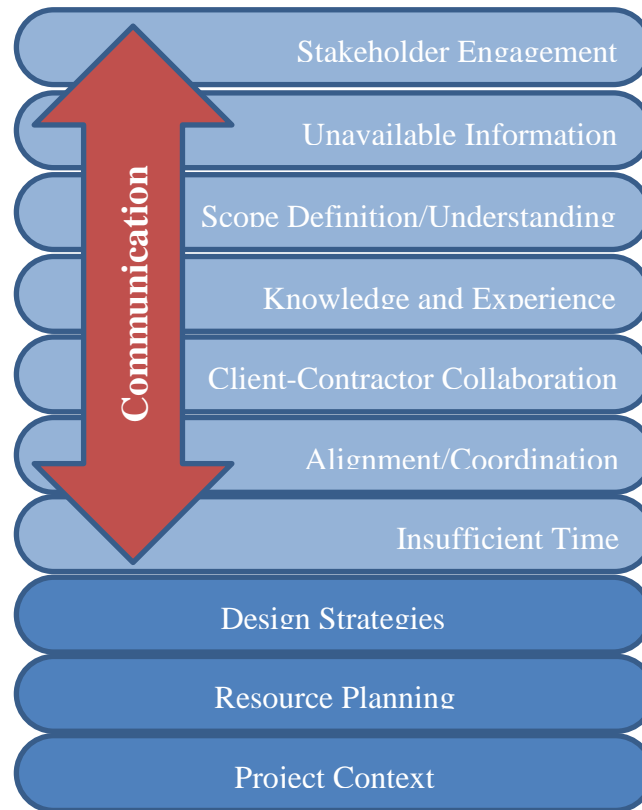 Stakeholder Engagement
Unavailable Information
Scope Definition/Understanding
Knowledge and Experience
Client-Contractor Collaboration
Alignment/Coordination
Insufficient Time
Communication
Design Strategies
Resource Planning
Project Context